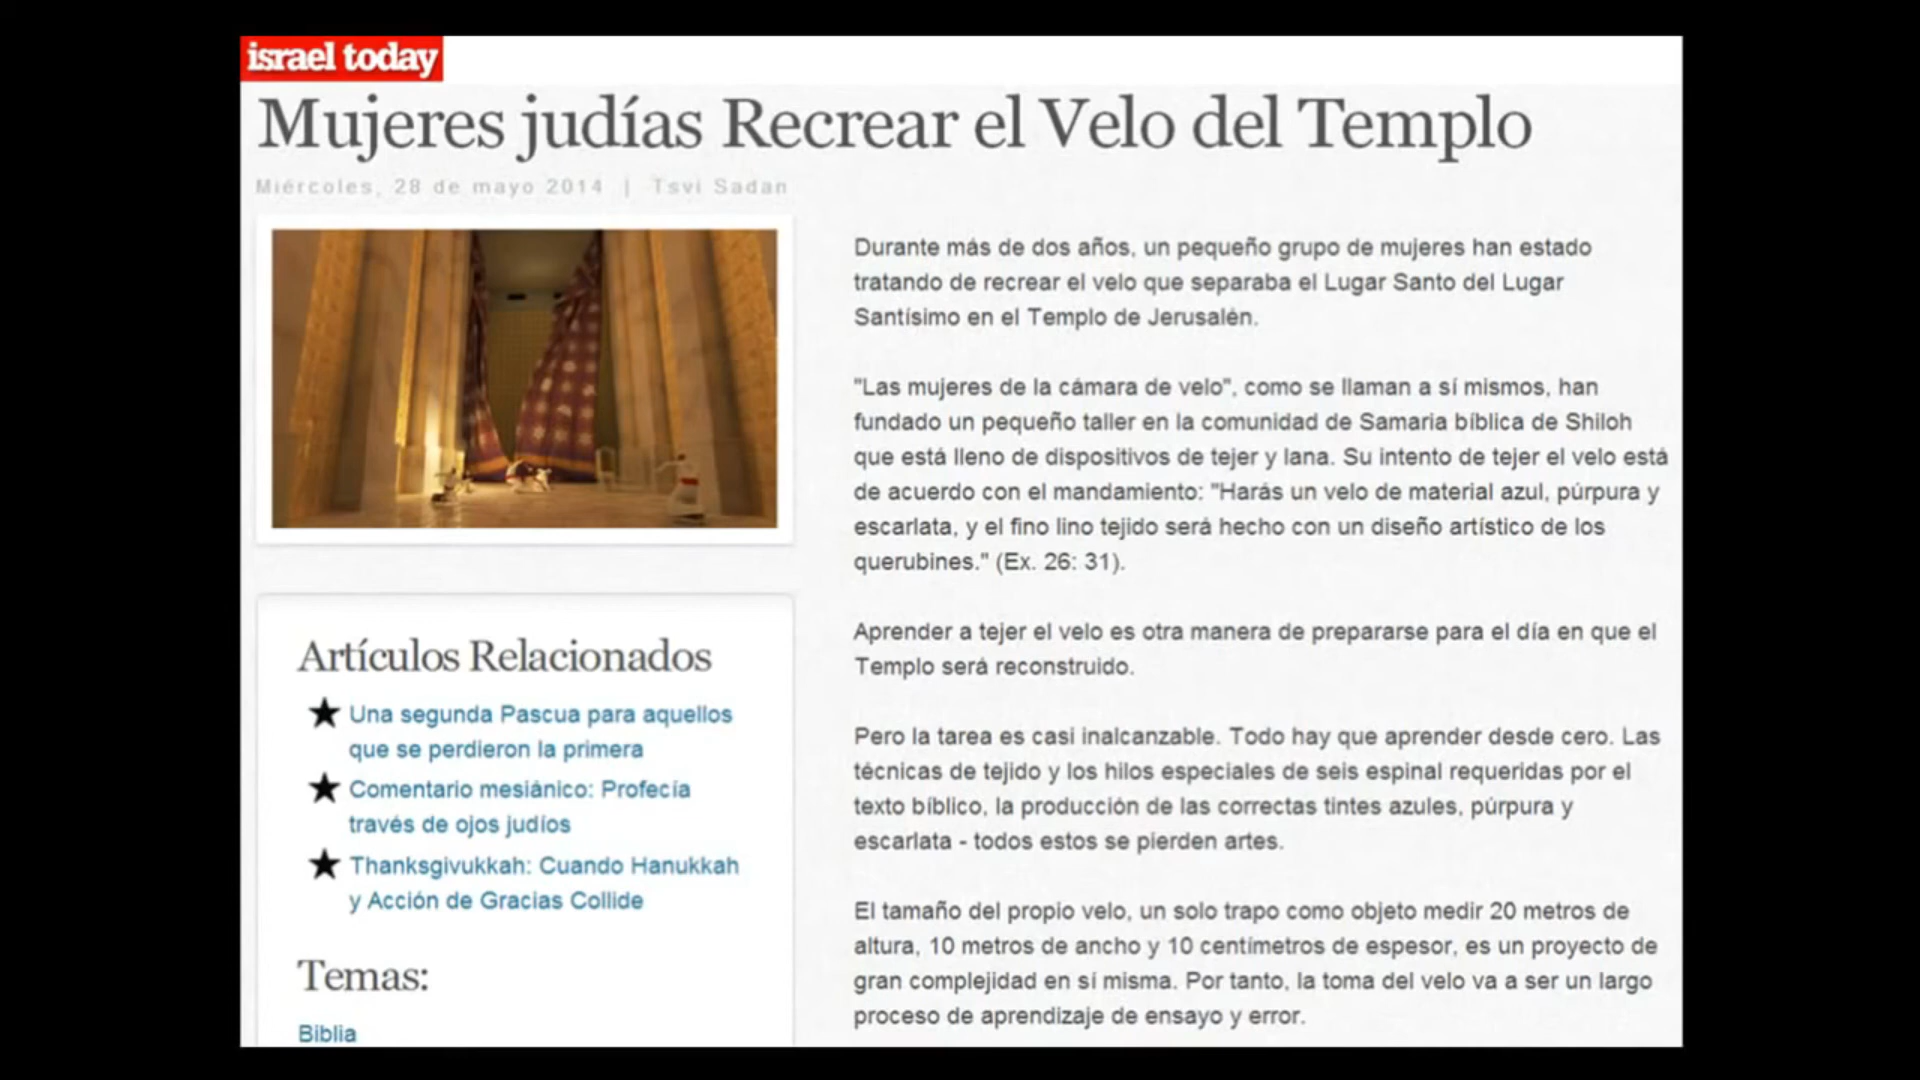 israel today
Mujeres judías Recrear el Velo del Templo
Miércoles, 28 de mayo 2014 | Tsvi Sadan
Durante más de dos años, un pequeño grupo de mujeres han estado
tratando de recrear el velo que separaba el Lugar Santo del Lugar
Santísimo en el Templo de Jerusalén.
"Las mujeres de la cámara de velo", como se llaman a sí mismos, han
fundado un pequeño taller en la comunidad de Samaria bíblica de Shiloh
que está lleno de dispositivos de tejer y lana. Su intento de tejer el velo está
de acuerdo con el mandamiento: "Harás un velo de material azul, púrpura y
escarlata, y el fino lino tejido será hecho con un diseño artístico de los
querubines." (Ex. 26: 31).
Aprender a tejer el velo es otra manera de prepararse para el día en que el
Templo será reconstruido.
Pero la tarea es casi inalcanzable. Todo hay que aprender desde cero. Las
técnicas de tejido y los hilos especiales de seis espinal requeridas por el
texto bíblico, la producción de las correctas tintes azules, púrpura y
escarlata - todos estos se pierden artes.
El tamaño del propio velo, un solo trapo como objeto medir 20 metros de
altura, 10 metros de ancho y 10 centímetros de espesor, es un proyecto de
gran complejidad en sí misma. Por tanto, la toma del velo va a ser un largo
proceso de aprendizaje de ensayo y error.
Artículos Relacionados
Una segunda Pascua para aquellos
que se perdieron la primera
Comentario mesiánico: Profecía
través de ojos judíos
Thanksgivukkah: Cuando Hanukkah
y Acción de Gracias Collide
Temas:
Biblia